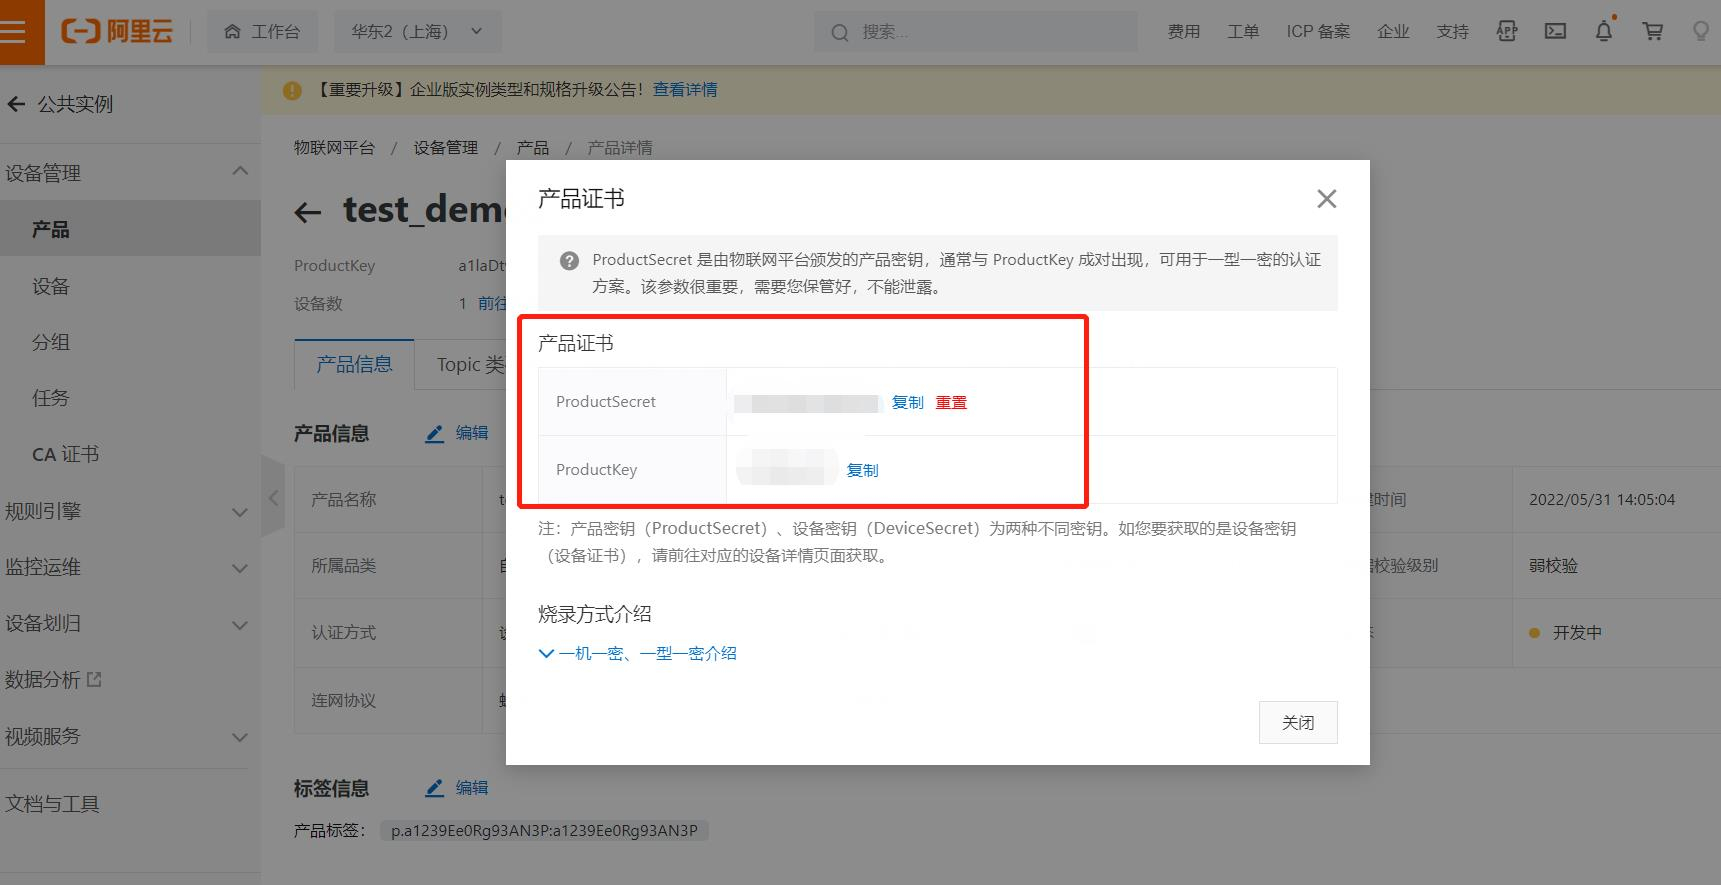 阿里云
工作台
华东2（上海）
搜索...
费用
工单
ICP 备案
企业
支持
APP
公共实例
【重要升级】企业版实例类型和规格升级公告！查看详情
物联网平台 / 设备管理 / 产品 / 产品详情
设备管理
产品
设备
分组
任务
CA 证书
规则引擎
监控运维
设备划归
数据分析
视频服务
文档与工具
test_dem
ProductKey
设备数
1 前往
产品信息
Topic 类
产品信息
编辑
产品名称
所属品类
认证方式
连网协议
产品证书
ProductSecret 是由物联网平台颁发的产品密钥，通常与 ProductKey 成对出现，可用于一型一密的认证
方案。该参数很重要，需要您保管好，不能泄露。
产品证书
ProductSecret
复制 重置
ProductKey
复制
注：产品密钥（ProductSecret）、设备密钥（DeviceSecret）为两种不同密钥。如您要获取的是设备密钥
（设备证书），请前往对应的设备详情页面获取。
烧录方式介绍
一机一密、一型一密介绍
关闭
时间
2022/05/31 14:05:04
校验级别
弱校验
开发中
标签信息
编辑
产品标签：
p.a1239Ee0Rg93AN3P:a1239Ee0Rg93AN3P